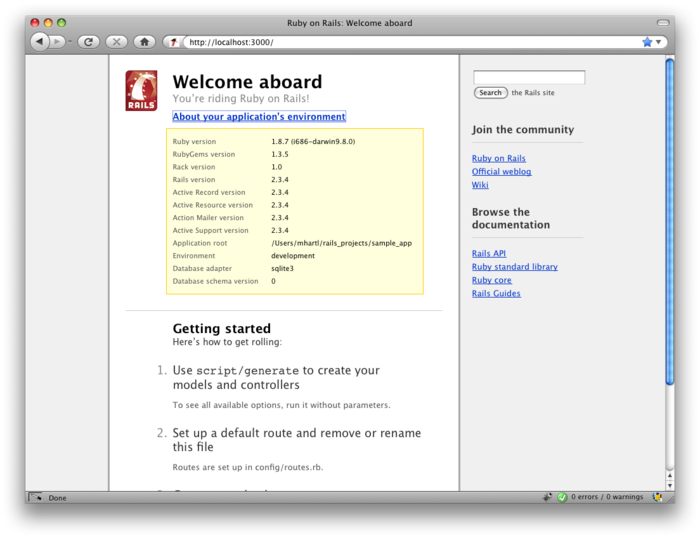 Ruby on Rails: Welcome aboard
http://localhost:3000/
RAILS
Welcome aboard
You're riding Ruby on Rails!
About your application's environment
Ruby version 1.8.7 (i686-darwin9.8.0)
RubyGems version 1.3.5
Rack version 1.0
Rails version 2.3.4
Active Record version 2.3.4
Active Resource version 2.3.4
Action Mailer version 2.3.4
Active Support version 2.3.4
Application root /Users/mhartl/rails_projects/sample_app
Environment development
Database adapter sqlite3
Database schema version 0
Getting started
Here's how to get rolling:
1. Use script/generate to create your
models and controllers
To see all available options, run it without parameters.
2. Set up a default route and remove or rename
this file
Routes are set up in config/routes.rb.
Search the Rails site
Join the community
Ruby on Rails
Official weblog
Wiki
Browse the
documentation
Rails API
Ruby standard library
Ruby core
Rails Guides
Done
0 errors / 0 warnings